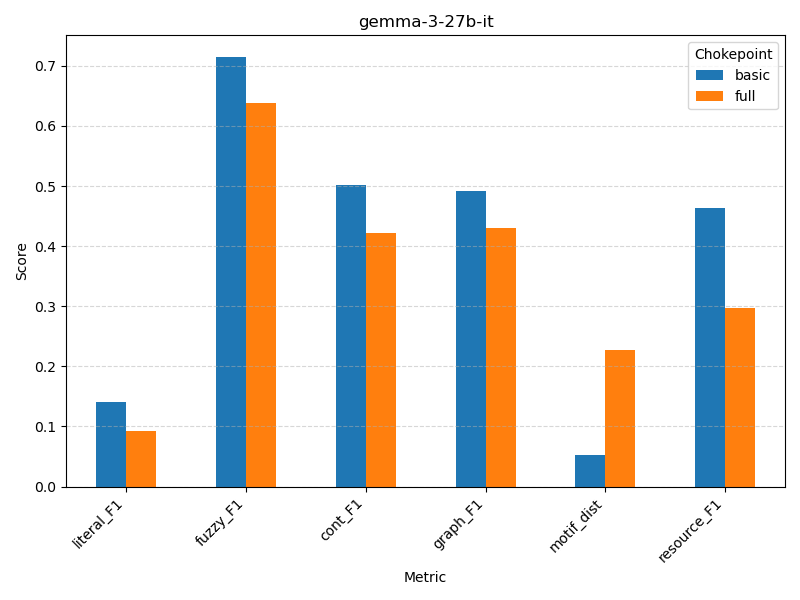 gemma-3-27b-it
Chokepoint
basic
full
Score
0.7
0.6
0.5
0.4
0.3
0.2
0.1
0.0
literal_F1
fuzzy_F1
cont_F1
graph_F1
motif_dist
resource_F1
Metric